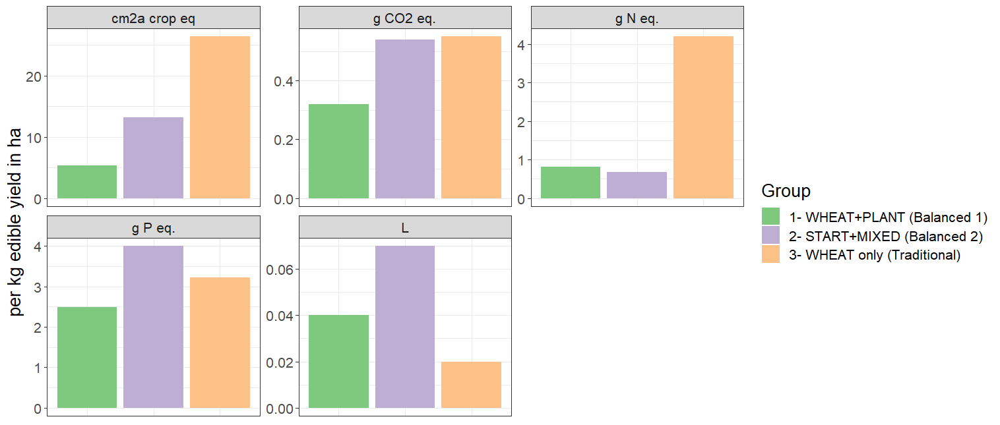 per kg edible yield in ha
cm2a crop eq
20
10
0
g CO2 eq.
0.4
0.2
0.0
g N eq.
4
3
2
1
0
g P eq.
4
3
2
1
0
L
0.06
0.04
0.02
0.00
Group
1- WHEAT+PLANT (Balanced 1)
2- START+MIXED (Balanced 2)
3- WHEAT only (Traditional)